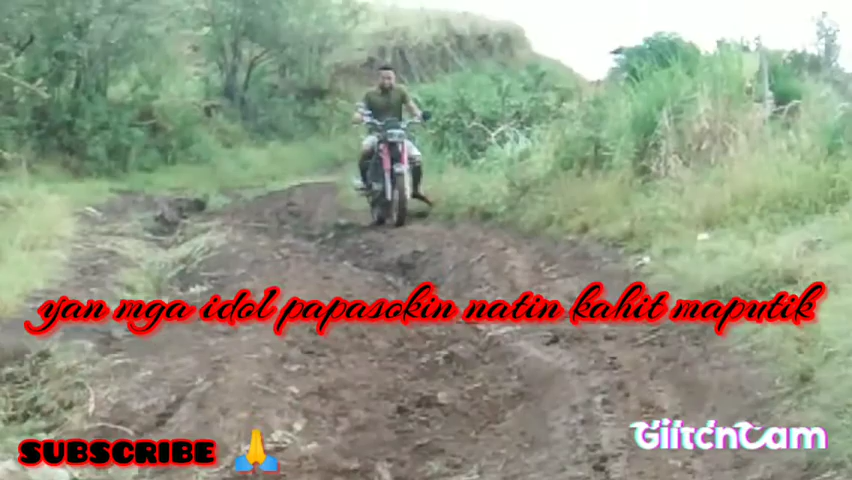 yan mga idol papasokin natin kahit maputik
SUBSCRIBE 🙏
GlitchCam